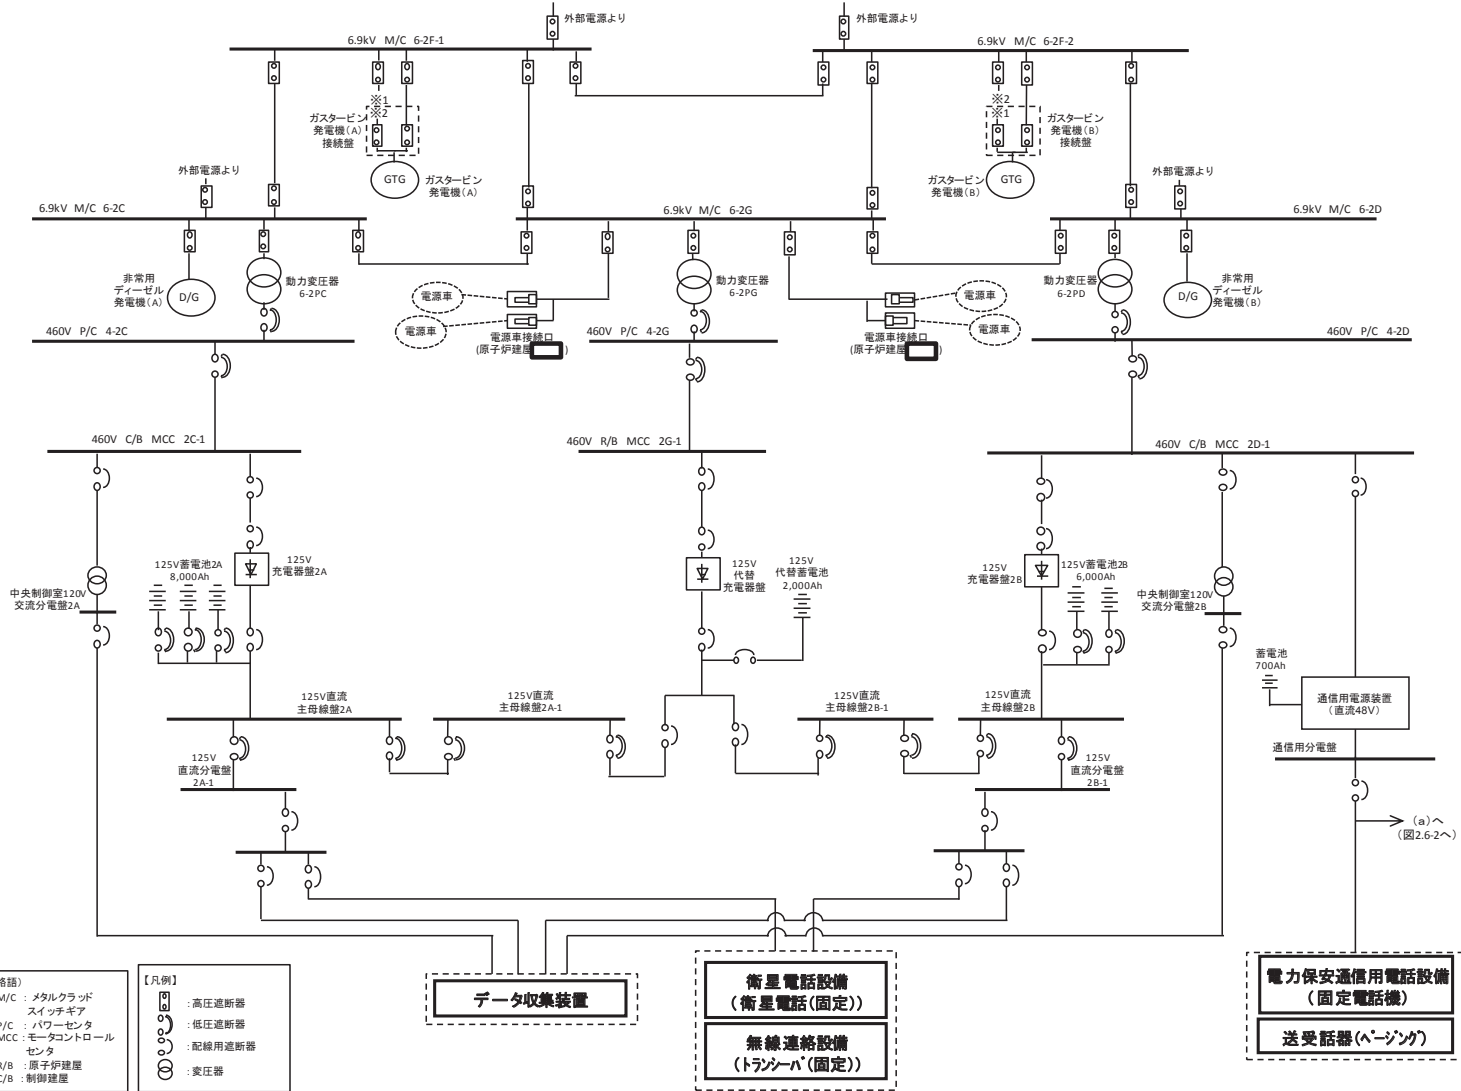 外部電源より
外部電源より
6.9kV M/C 6-2F-1
6.9kV M/C 6-2F-2
※1
※2
ガスタービン
発電機(A)
接続盤
GTG
ガスタービン
発電機(A)
※2
※1
ガスタービン
発電機(B)
接続盤
GTG
ガスタービン
発電機(B)
外部電源より
外部電源より
6.9kV M/C 6-2C
6.9kV M/C 6-2G
6.9kV M/C 6-2D
非常用
ディーゼル
発電機(A)
D/G
動力変圧器
6-2PC
電源車
電源車
電源車接続口
(原子炉建屋 )
動力変圧器
6-2PG
電源車
電源車
電源車接続口
(原子炉建屋 )
動力変圧器
6-2PD
D/G
非常用
ディーゼル
発電機(B)
460V P/C 4-2C
460V P/C 4-2G
460V P/C 4-2D
460V C/B MCC 2C-1
460V R/B MCC 2G-1
460V C/B MCC 2D-1
中央制御室120V
交流分電盤2A
125V蓄電池2A
8,000Ah
125V
充電器盤2A
125V
代替
充電器盤
125V
代替蓄電池
2,000Ah
125V
充電器盤2B
125V蓄電池2B
6,000Ah
中央制御室120V
交流分電盤2B
蓄電池
700Ah
通信用電源装置
(直流48V)
通信用分電盤
125V直流
主母線盤2A
125V直流
主母線盤2A-1
125V直流
主母線盤2B-1
125V直流
主母線盤2B
125V
直流分電盤
2A-1
125V
直流分電盤
2B-1
(a)へ
(図2.6-2へ)
データ収集装置
衛星電話設備
(衛星電話(固定))
無線連絡設備
(トランシーバ(固定))
電力保安通信用電話設備
(固定電話機)
送受話器(ページング)
略語)
M/C : メタルクラッド
スイッチギア
P/C : パワーセンタ
MCC : モータコントロール
センタ
R/B : 原子炉建屋
C/B : 制御建屋
【凡例】
: 高圧遮断器
: 低圧遮断器
: 配線用遮断器
: 変圧器